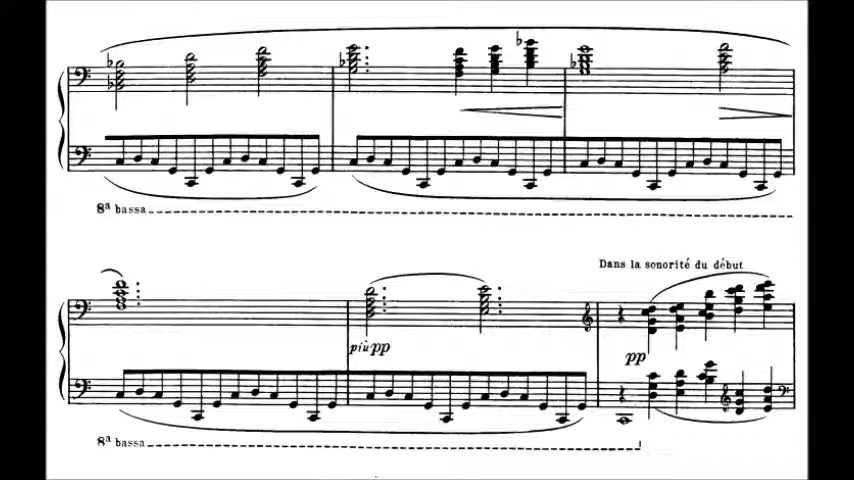 8ª bassa
Dans la sonorité du début
più pp
pp
8ª bassa